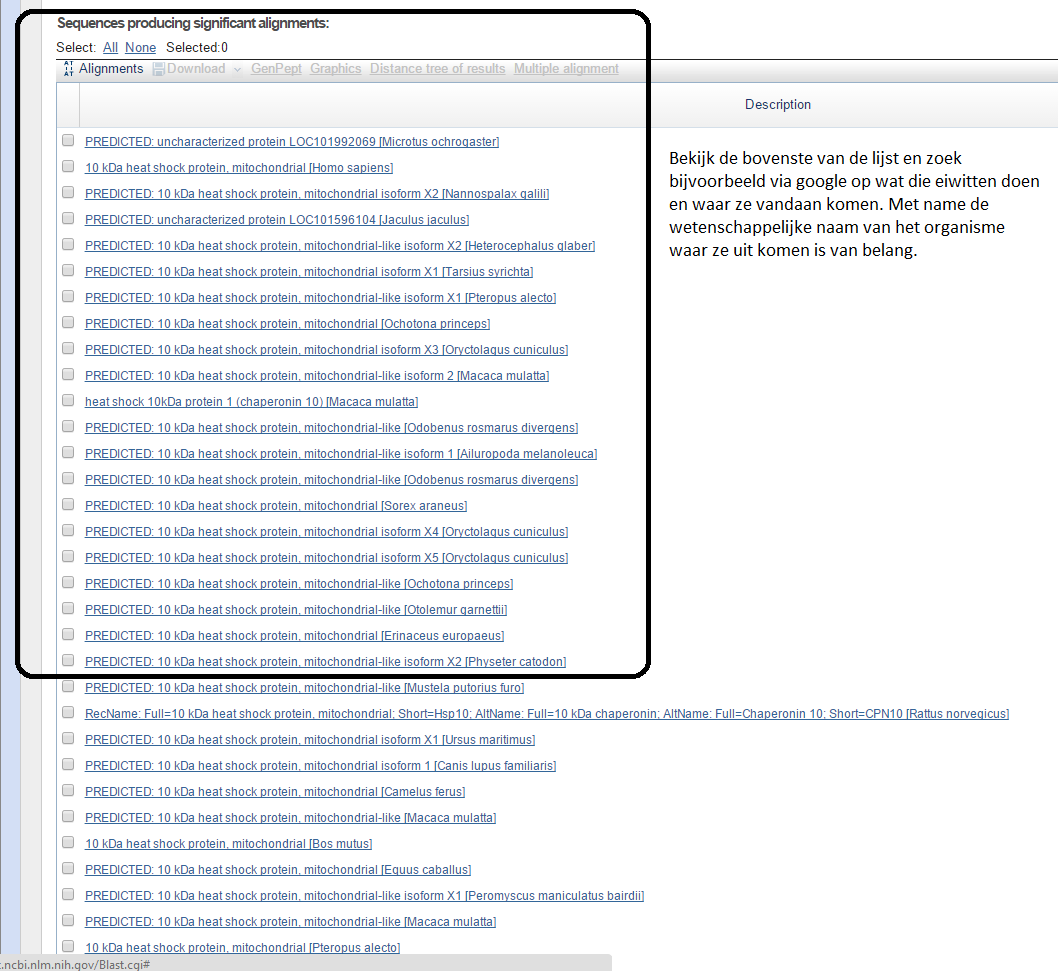 Sequences producing significant alignments:
Select: All None Selected:0
Alignments Download GenPept Graphics Distance tree of results Multiple alignment
Description
PREDICTED: uncharacterized protein LOC101992069 [Microtus ochrogaster]
10 kDa heat shock protein, mitochondrial [Homo sapiens]
PREDICTED: 10 kDa heat shock protein, mitochondrial isoform X2 [Nannospalax galili]
PREDICTED: uncharacterized protein LOC101596104 [Jaculus jaculus]
PREDICTED: 10 kDa heat shock protein, mitochondrial-like isoform X2 [Heterocephalus glaber]
PREDICTED: 10 kDa heat shock protein, mitochondrial isoform X1 [Tarsius syrichta]
PREDICTED: 10 kDa heat shock protein, mitochondrial-like isoform X1 [Pteropus alecto]
PREDICTED: 10 kDa heat shock protein, mitochondrial [Ochotona princeps]
PREDICTED: 10 kDa heat shock protein, mitochondrial isoform X3 [Oryctolagus cuniculus]
PREDICTED: 10 kDa heat shock protein, mitochondrial-like isoform 2 [Macaca mulatta]
heat shock 10kDa protein 1 (chaperonin 10) [Macaca mulatta]
PREDICTED: 10 kDa heat shock protein, mitochondrial-like [Odobenus rosmarus divergens]
PREDICTED: 10 kDa heat shock protein, mitochondrial-like isoform 1 [Ailuropoda melanoleuca]
PREDICTED: 10 kDa heat shock protein, mitochondrial-like [Odobenus rosmarus divergens]
PREDICTED: 10 kDa heat shock protein, mitochondrial [Sorex araneus]
PREDICTED: 10 kDa heat shock protein, mitochondrial isoform X4 [Oryctolagus cuniculus]
PREDICTED: 10 kDa heat shock protein, mitochondrial isoform X5 [Oryctolagus cuniculus]
PREDICTED: 10 kDa heat shock protein, mitochondrial-like [Ochotona princeps]
PREDICTED: 10 kDa heat shock protein, mitochondrial-like [Otolemur garnettii]
PREDICTED: 10 kDa heat shock protein, mitochondrial [Erinaceus europaeus]
PREDICTED: 10 kDa heat shock protein, mitochondrial-like isoform X2 [Physeter catodon]
PREDICTED: 10 kDa heat shock protein, mitochondrial-like [Mustela putorius furo]
RecName: Full=10 kDa heat shock protein, mitochondrial; Short=Hsp10; AltName: Full=10 kDa chaperonin; AltName: Full=Chaperonin 10; Short=CPN10 [Rattus norvegicus]
PREDICTED: 10 kDa heat shock protein, mitochondrial isoform X1 [Ursus maritimus]
PREDICTED: 10 kDa heat shock protein, mitochondrial isoform 1 [Canis lupus familiaris]
PREDICTED: 10 kDa heat shock protein, mitochondrial [Camelus ferus]
PREDICTED: 10 kDa heat shock protein, mitochondrial-like [Macaca mulatta]
10 kDa heat shock protein, mitochondrial [Bos mutus]
PREDICTED: 10 kDa heat shock protein, mitochondrial [Equus caballus]
PREDICTED: 10 kDa heat shock protein, mitochondrial-like isoform X1 [Peromyscus maniculatus bairdii]
PREDICTED: 10 kDa heat shock protein, mitochondrial-like [Macaca mulatta]
10 kDa heat shock protein, mitochondrial [Pteropus alecto]
Bekijk de bovenste van de lijst en zoek
bijvoorbeeld via google op wat die eiwitten doen
en waar ze vandaan komen. Met name de
wetenschappelijke naam van het organisme
waar ze uit komen is van belang.
.ncbi.nlm.nih.gov/Blast.cgi#